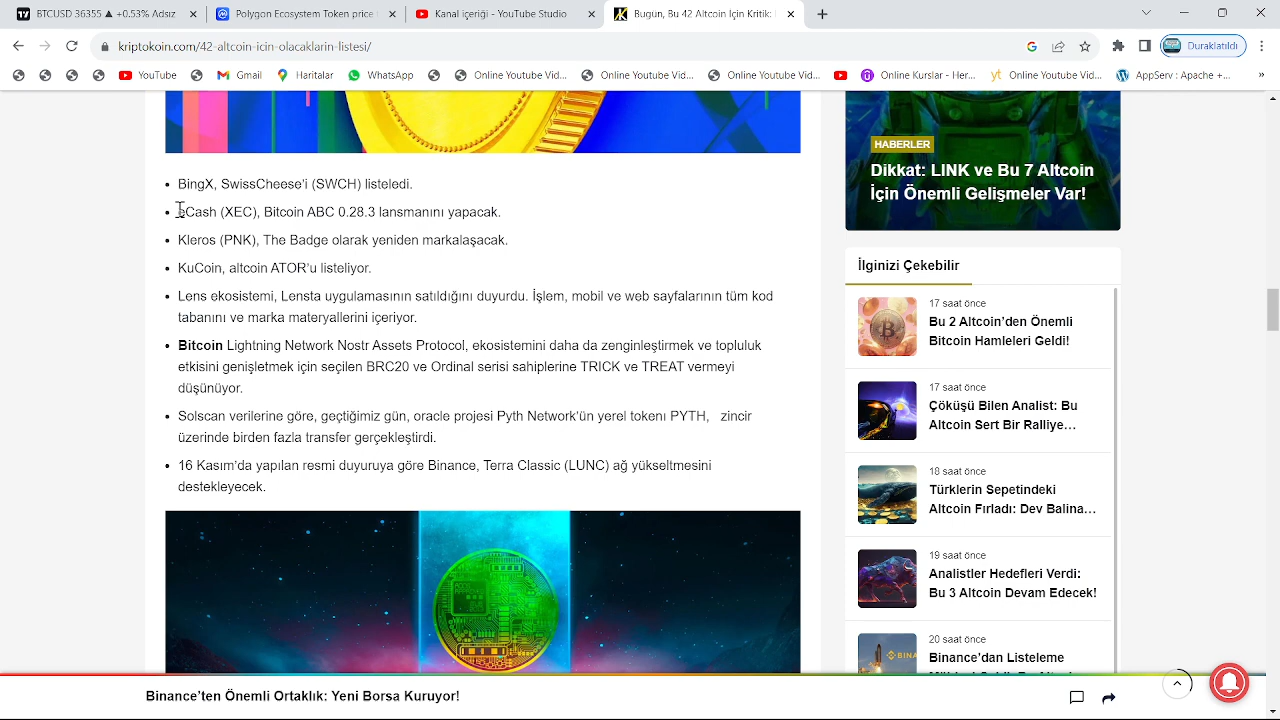 BTCUSD 36355 ▲ +0.53% Adsız
Polygon Ecosystem Token price
Kanal İçeriği - YouTube Studio
Bugün, Bu 42 Altcoin İçin Kritik:
kriptokoin.com/42-altcoin-icin-olacaklarin-listesi/
Duraklatıldı
YouTube
Gmail
Haritalar
WhatsApp
Online Youtube Vid...
Online Youtube Vid...
Online Youtube Vid...
Online Kurslar - Her...
yt Online Youtube Vid...
AppServ : Apache +...
»
BingX, SwissCheese'i (SWCH) listeledi.
eCash (XEC), Bitcoin ABC 0.28.3 lansmanını yapacak.
Kleros (PNK), The Badge olarak yeniden markalaşacak.
KuCoin, altcoin ATOR'u listeliyor.
Lens ekosistemi, Lensta uygulamasının satıldığını duyurdu. İşlem, mobil ve web sayfalarının tüm kod
tabanını ve marka materyallerini içeriyor.
Bitcoin Lightning Network Nostr Assets Protocol, ekosistemini daha da zenginleştirmek ve topluluk
etkisini genişletmek için seçilen BRC20 ve Ordinal serisi sahiplerine TRICK ve TREAT vermeyi
düşünüyor.
Solscan verilerine göre, geçtiğimiz gün, oracle projesi Pyth Network'ün yerel tokenı PYTH, zincir
üzerinde birden fazla transfer gerçekleştirdi.
16 Kasım'da yapılan resmi duyuruya göre Binance, Terra Classic (LUNC) ağ yükseltmesini
destekleyecek.
HABERLER
Dikkat: LINK ve Bu 7 Altcoin
İçin Önemli Gelişmeler Var!
İlginizi Çekebilir
17 saat önce
Bu 2 Altcoin'den Önemli
Bitcoin Hamleleri Geldi!
17 saat önce
Çöküşü Bilen Analist: Bu
Altcoin Sert Bir Ralliye…
18 saat önce
Türklerin Sepetindeki
Altcoin Fırladı: Dev Balina…
19 saat önce
Analistler Hedefleri Verdi:
Bu 3 Altcoin Devam Edecek!
20 saat önce
BINA
Binance'dan Listeleme
Binance'ten Önemli Ortaklık: Yeni Borsa Kuruyor!